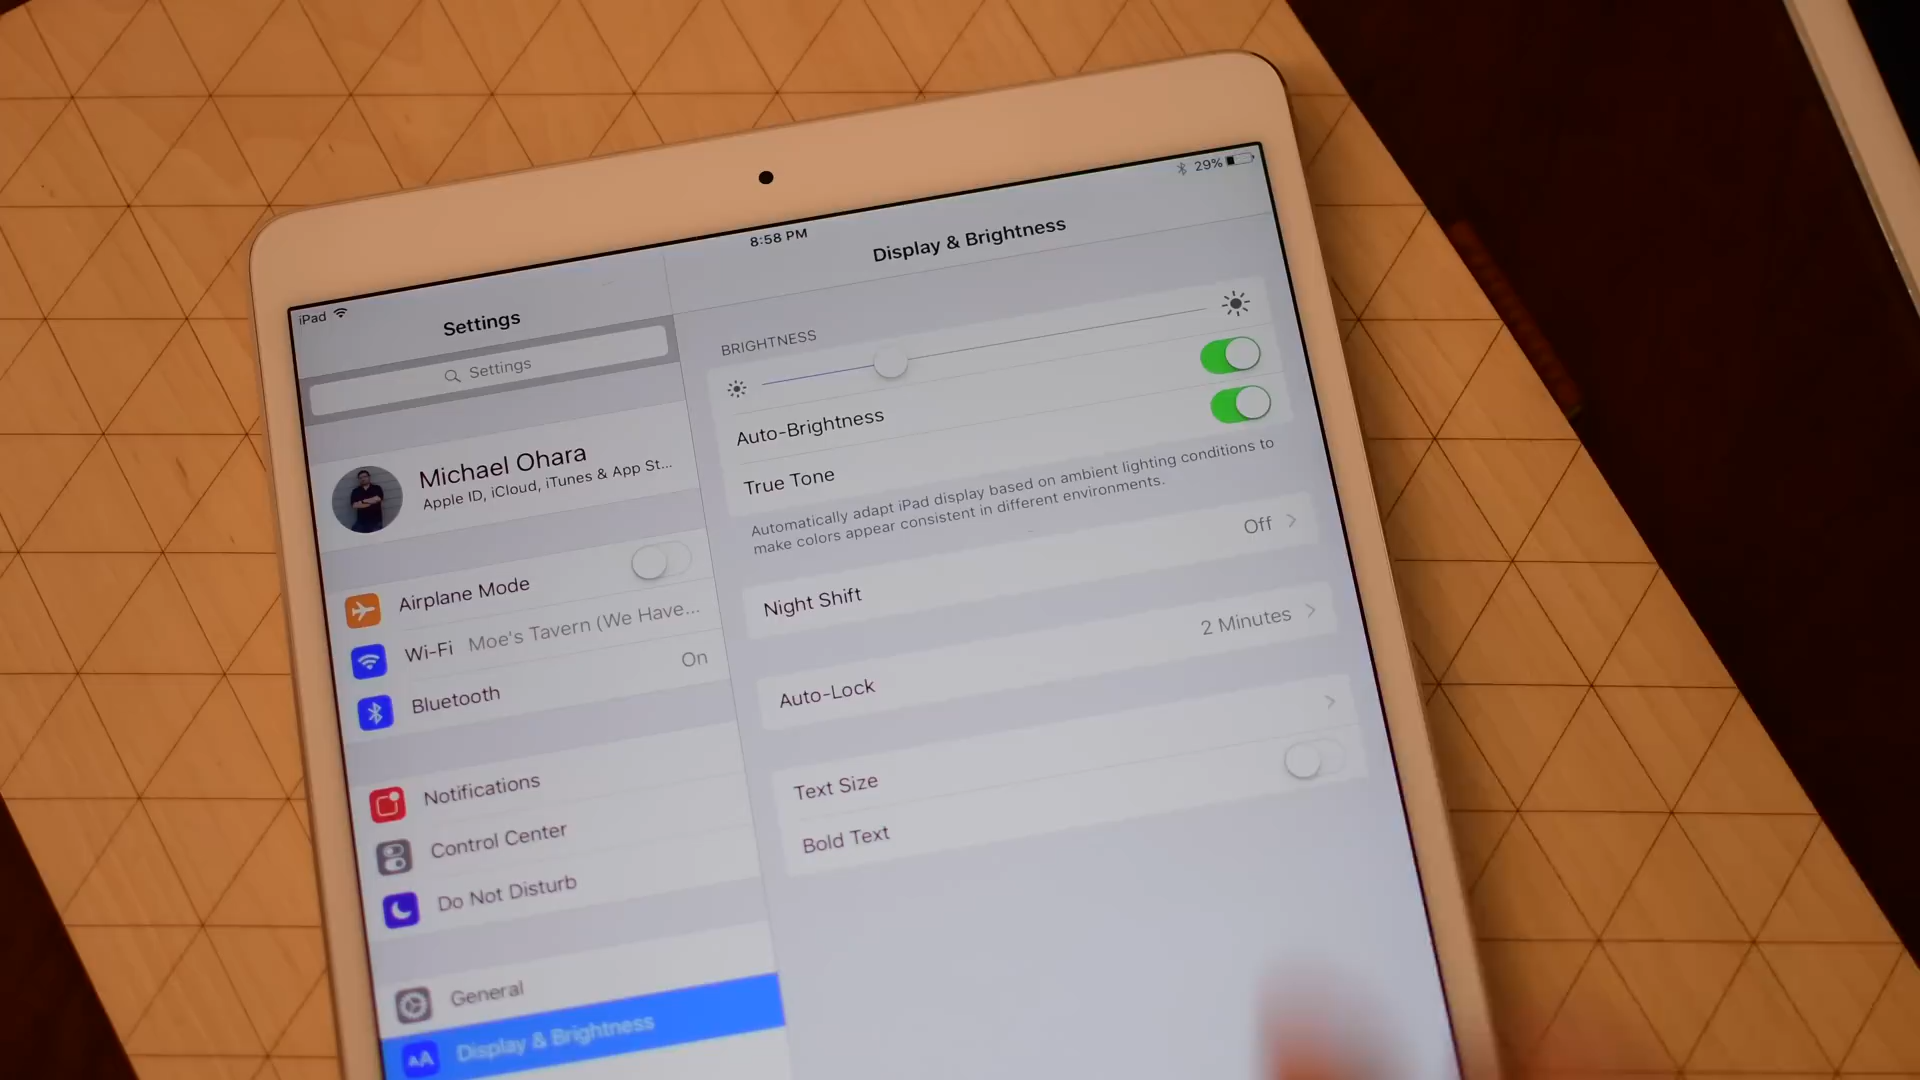 iPad
8:58 PM
29%
Settings
Settings
Michael Ohara
Apple ID, iCloud, iTunes & App St...
Airplane Mode
Wi-Fi Moe's Tavern (We Have...
Bluetooth On
Notifications
Control Center
Do Not Disturb
General
AA Display & Brightness
Display & Brightness
BRIGHTNESS
Auto-Brightness
True Tone
Automatically adapt iPad display based on ambient lighting conditions to
make colors appear consistent in different environments.
Night Shift Off
Auto-Lock 2 Minutes
Text Size
Bold Text